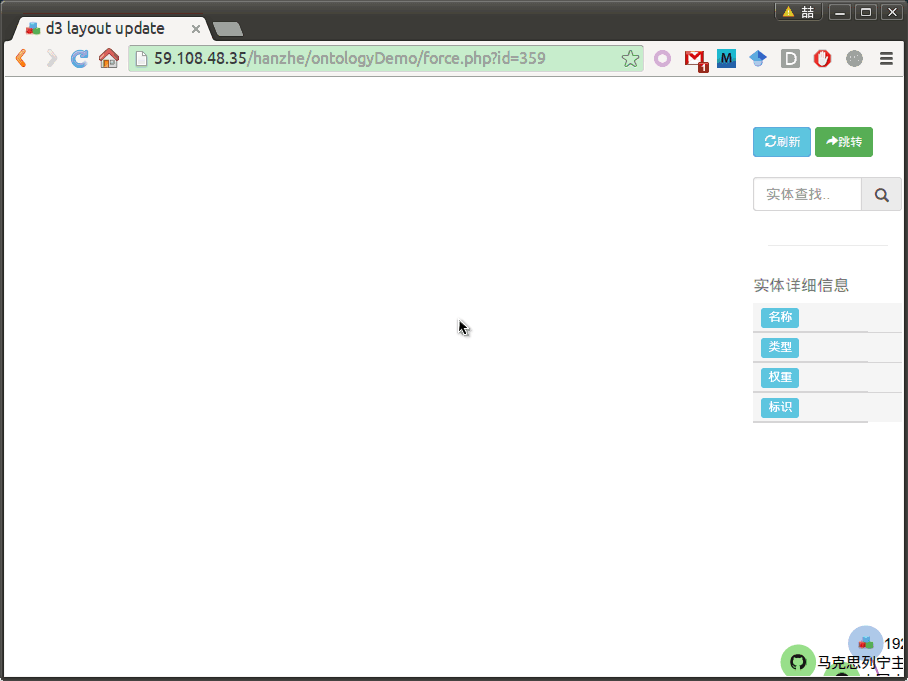 喆
d3 layout update
59.108.48.35/hanzhe/ontologyDemo/force.php?id=359
1
M
D
刷新 跳转
实体查找..
实体详细信息
名称
类型
权重
标识
192
马克思列宁主